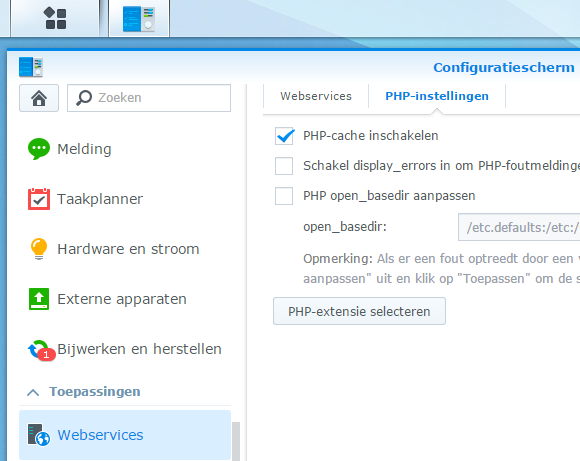 Configuratiescherm
Zoeken
Webservices
PHP-instellingen
Melding
Taakplanner
Hardware en stroom
Externe apparaten
1
Bijwerken en herstellen
Toepassingen
Webservices
PHP-cache inschakelen
Schakel display_errors in om PHP-foutmeldinge
PHP open_basedir aanpassen
open_basedir:
/etc.defaults:/etc:/
Opmerking: Als er een fout optreedt door een
aanpassen" uit en klik op "Toepassen" om de s
PHP-extensie selecteren